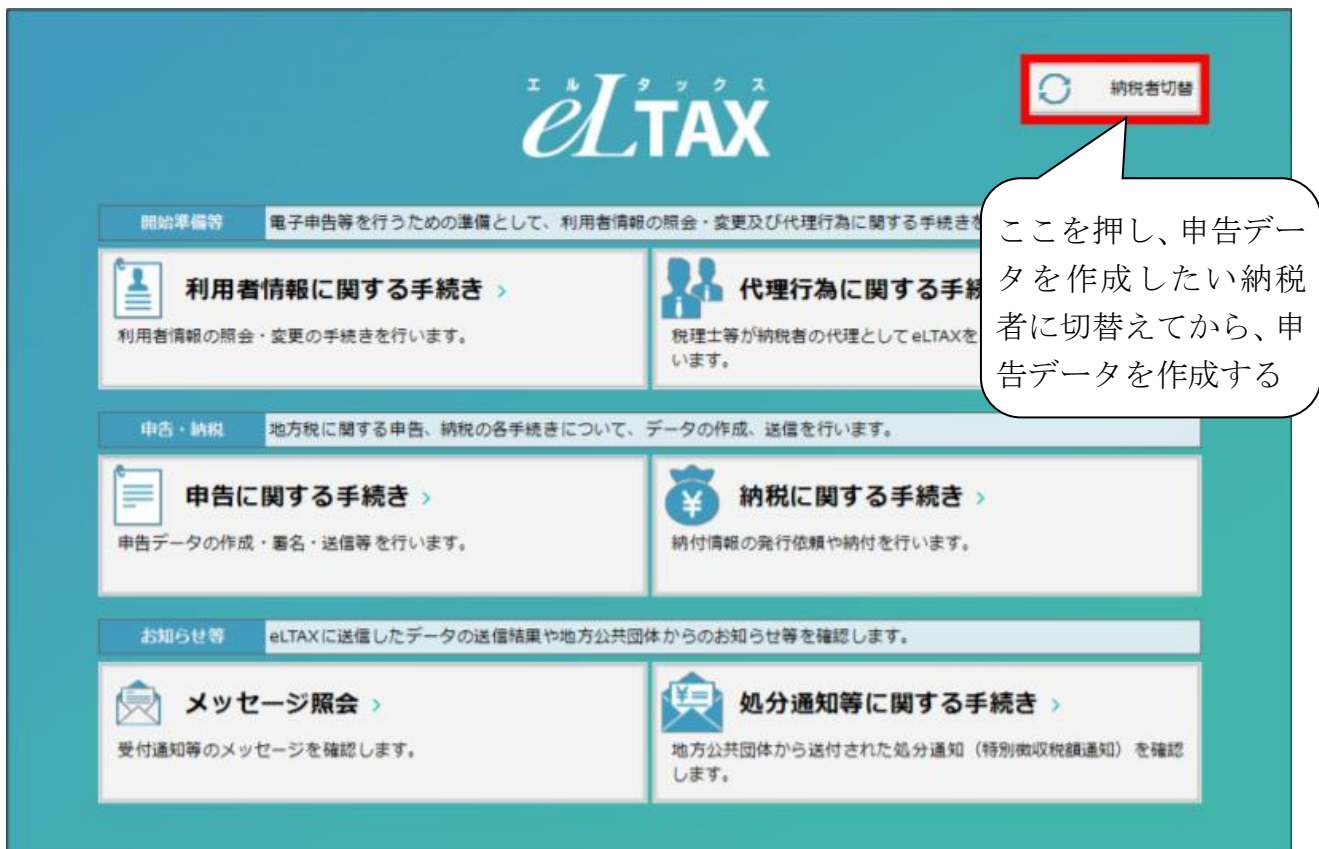 エルタックス
eLTAX
納税者切替
ここを押し、申告デー
タを作成したい納税
者に切替えてから、申
告データを作成する
開始準備等
電子申告等を行うための準備として、利用者情報の照会・変更及び代理行為に関する手続きを
利用者情報に関する手続き >
利用者情報の照会・変更の手続きを行います。
代理行為に関する手続
税理士等が納税者の代理としてeLTAXを
います。
申告・納税
地方税に関する申告、納税の各手続きについて、データの作成、送信を行います。
申告に関する手続き >
申告データの作成・署名・送信等を行います。
納税に関する手続き >
納付情報の発行依頼や納付を行います。
お知らせ等
eLTAXに送信したデータの送信結果や地方公共団体からのお知らせ等を確認します。
メッセージ照会 >
受付通知等のメッセージを確認します。
処分通知等に関する手続き >
地方公共団体から送付された処分通知（特別徴収税額通知）を確認
します。